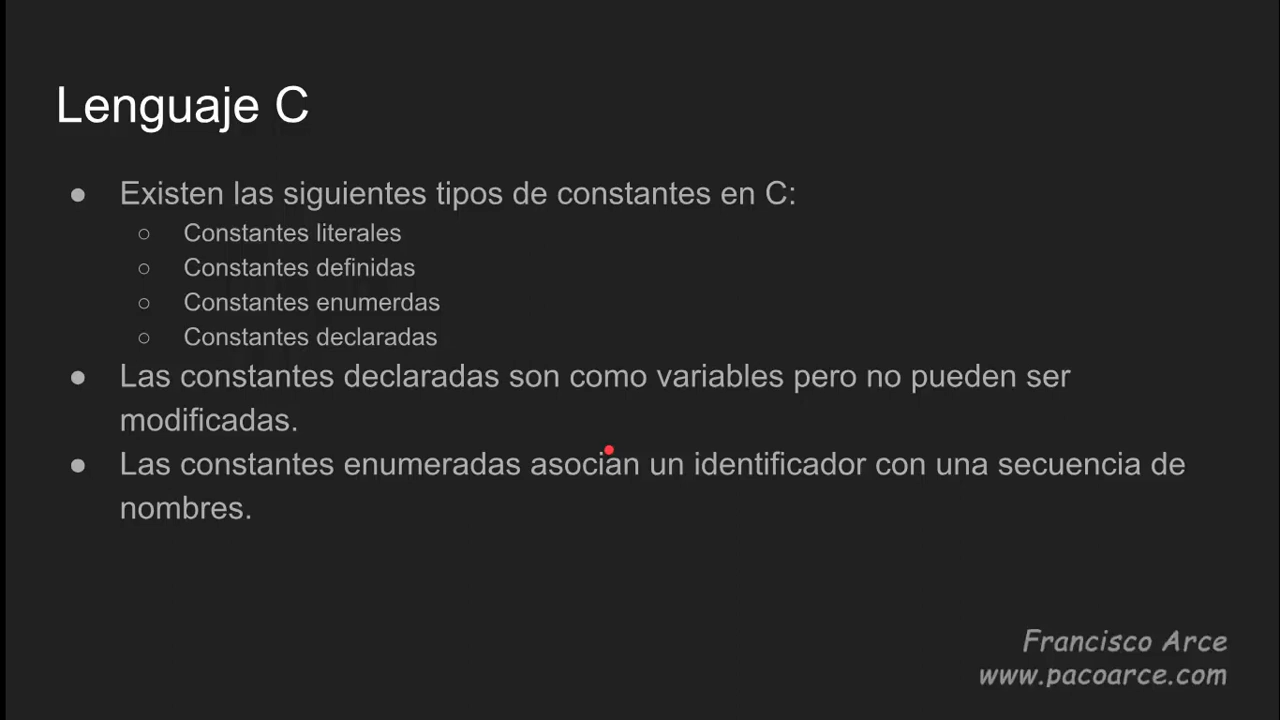 Lenguaje C
● Existen las siguientes tipos de constantes en C:
○ Constantes literales
○ Constantes definidas
○ Constantes enumerdas
○ Constantes declaradas
● Las constantes declaradas son como variables pero no pueden ser
modificadas.
● Las constantes enumeradas asocian un identificador con una secuencia de
nombres.
Francisco Arce
www.pacoarce.com